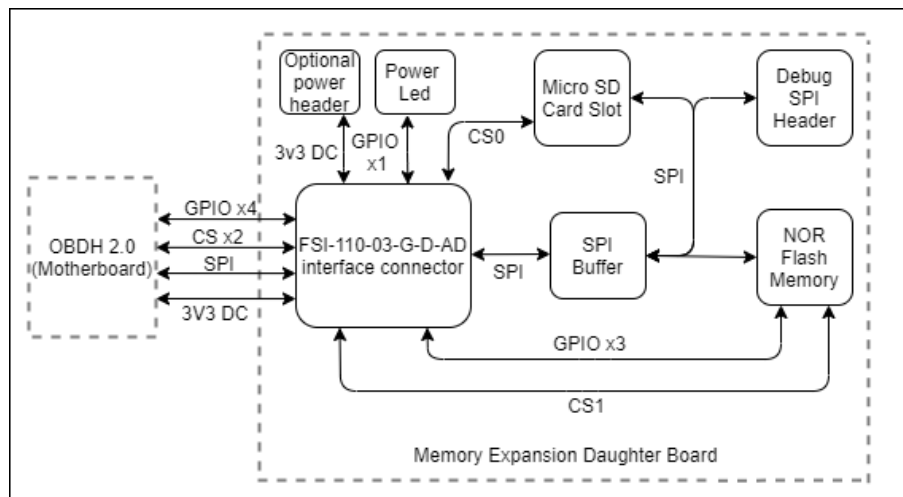 Optional
power
header
Power
Led
Micro SD
Card Slot
Debug
SPI
Header
3v3 DC
GPIO
x1
CS0
SPI
OBDH 2.0
(Motherboard)
GPIO x4
CS x2
SPI
3V3 DC
FSI-110-03-G-D-AD
interface connector
SPI
SPI
Buffer
NOR
Flash
Memory
GPIO x3
CS1
Memory Expansion Daughter Board